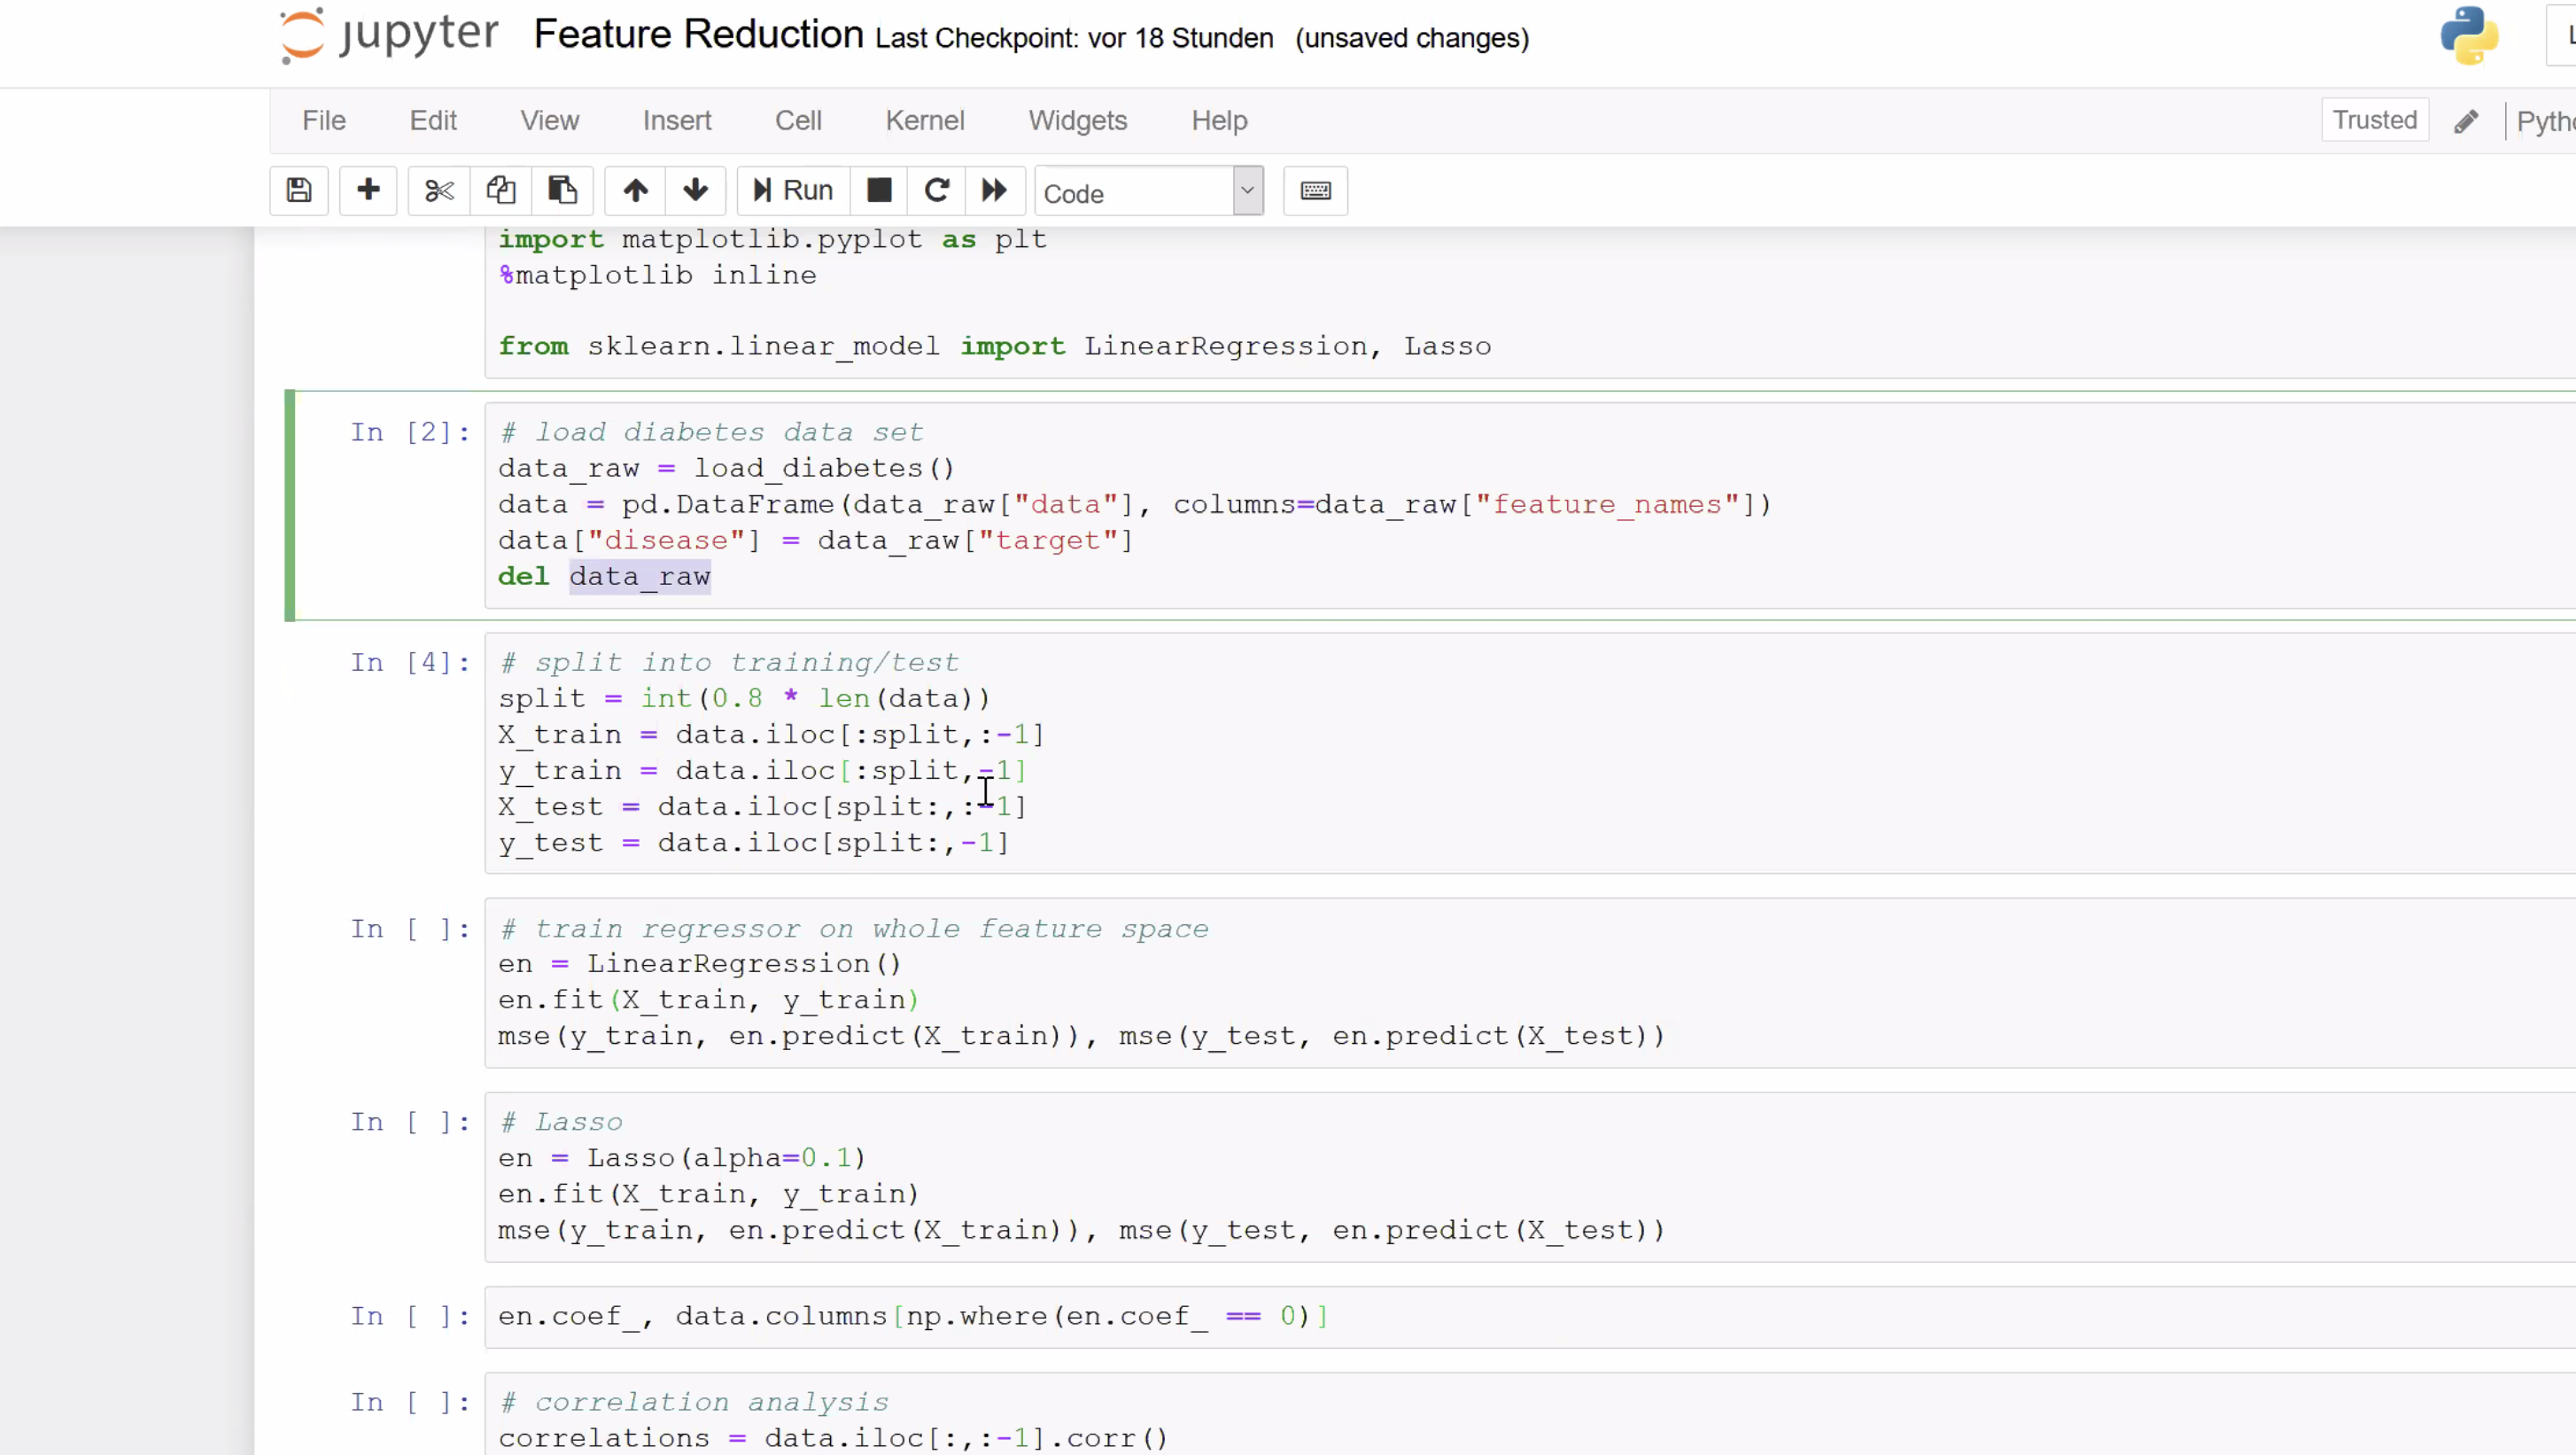 jupyter Feature Reduction Last Checkpoint: vor 18 Stunden (unsaved changes)
File Edit View Insert Cell Kernel Widgets Help Trusted
Run Code
import matplotlib.pyplot as plt
%matplotlib inline
from sklearn.linear_model import LinearRegression, Lasso
In [2]: # load diabetes data set
data_raw = load_diabetes()
data = pd.DataFrame(data_raw["data"], columns=data_raw["feature_names"])
data["disease"] = data_raw["target"]
del data_raw
In [4]: # split into training/test
split = int(0.8 * len(data))
X_train = data.iloc[:split,:-1]
y_train = data.iloc[:split,-1]
X_test = data.iloc[split:,:-1]
y_test = data.iloc[split:,-1]
In [ ]: # train regressor on whole feature space
en = LinearRegression()
en.fit(X_train, y_train)
mse(y_train, en.predict(X_train)), mse(y_test, en.predict(X_test))
In [ ]: # Lasso
en = Lasso(alpha=0.1)
en.fit(X_train, y_train)
mse(y_train, en.predict(X_train)), mse(y_test, en.predict(X_test))
In [ ]: en.coef_, data.columns[np.where(en.coef_ == 0)]
In [ ]: # correlation analysis
correlations = data.iloc[:,:-1].corr()